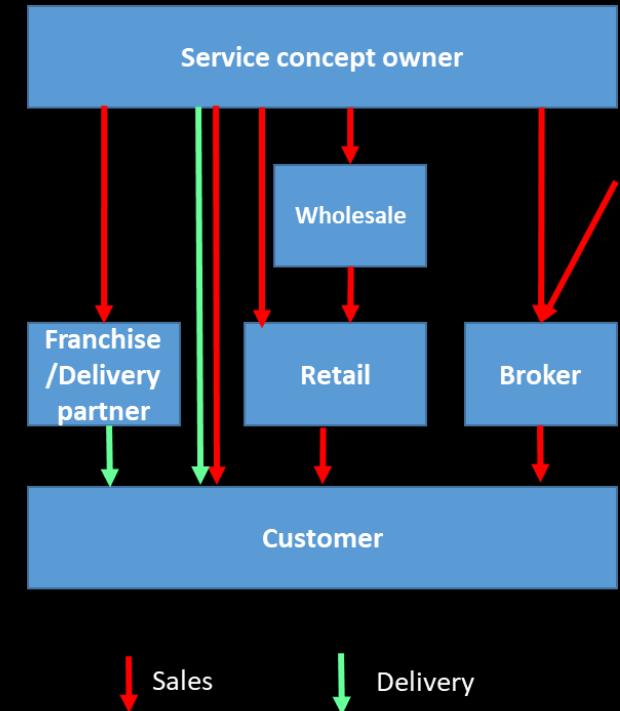 Service concept owner
Wholesale
Franchise
/Delivery
partner
Retail
Broker
Customer
Sales
Delivery